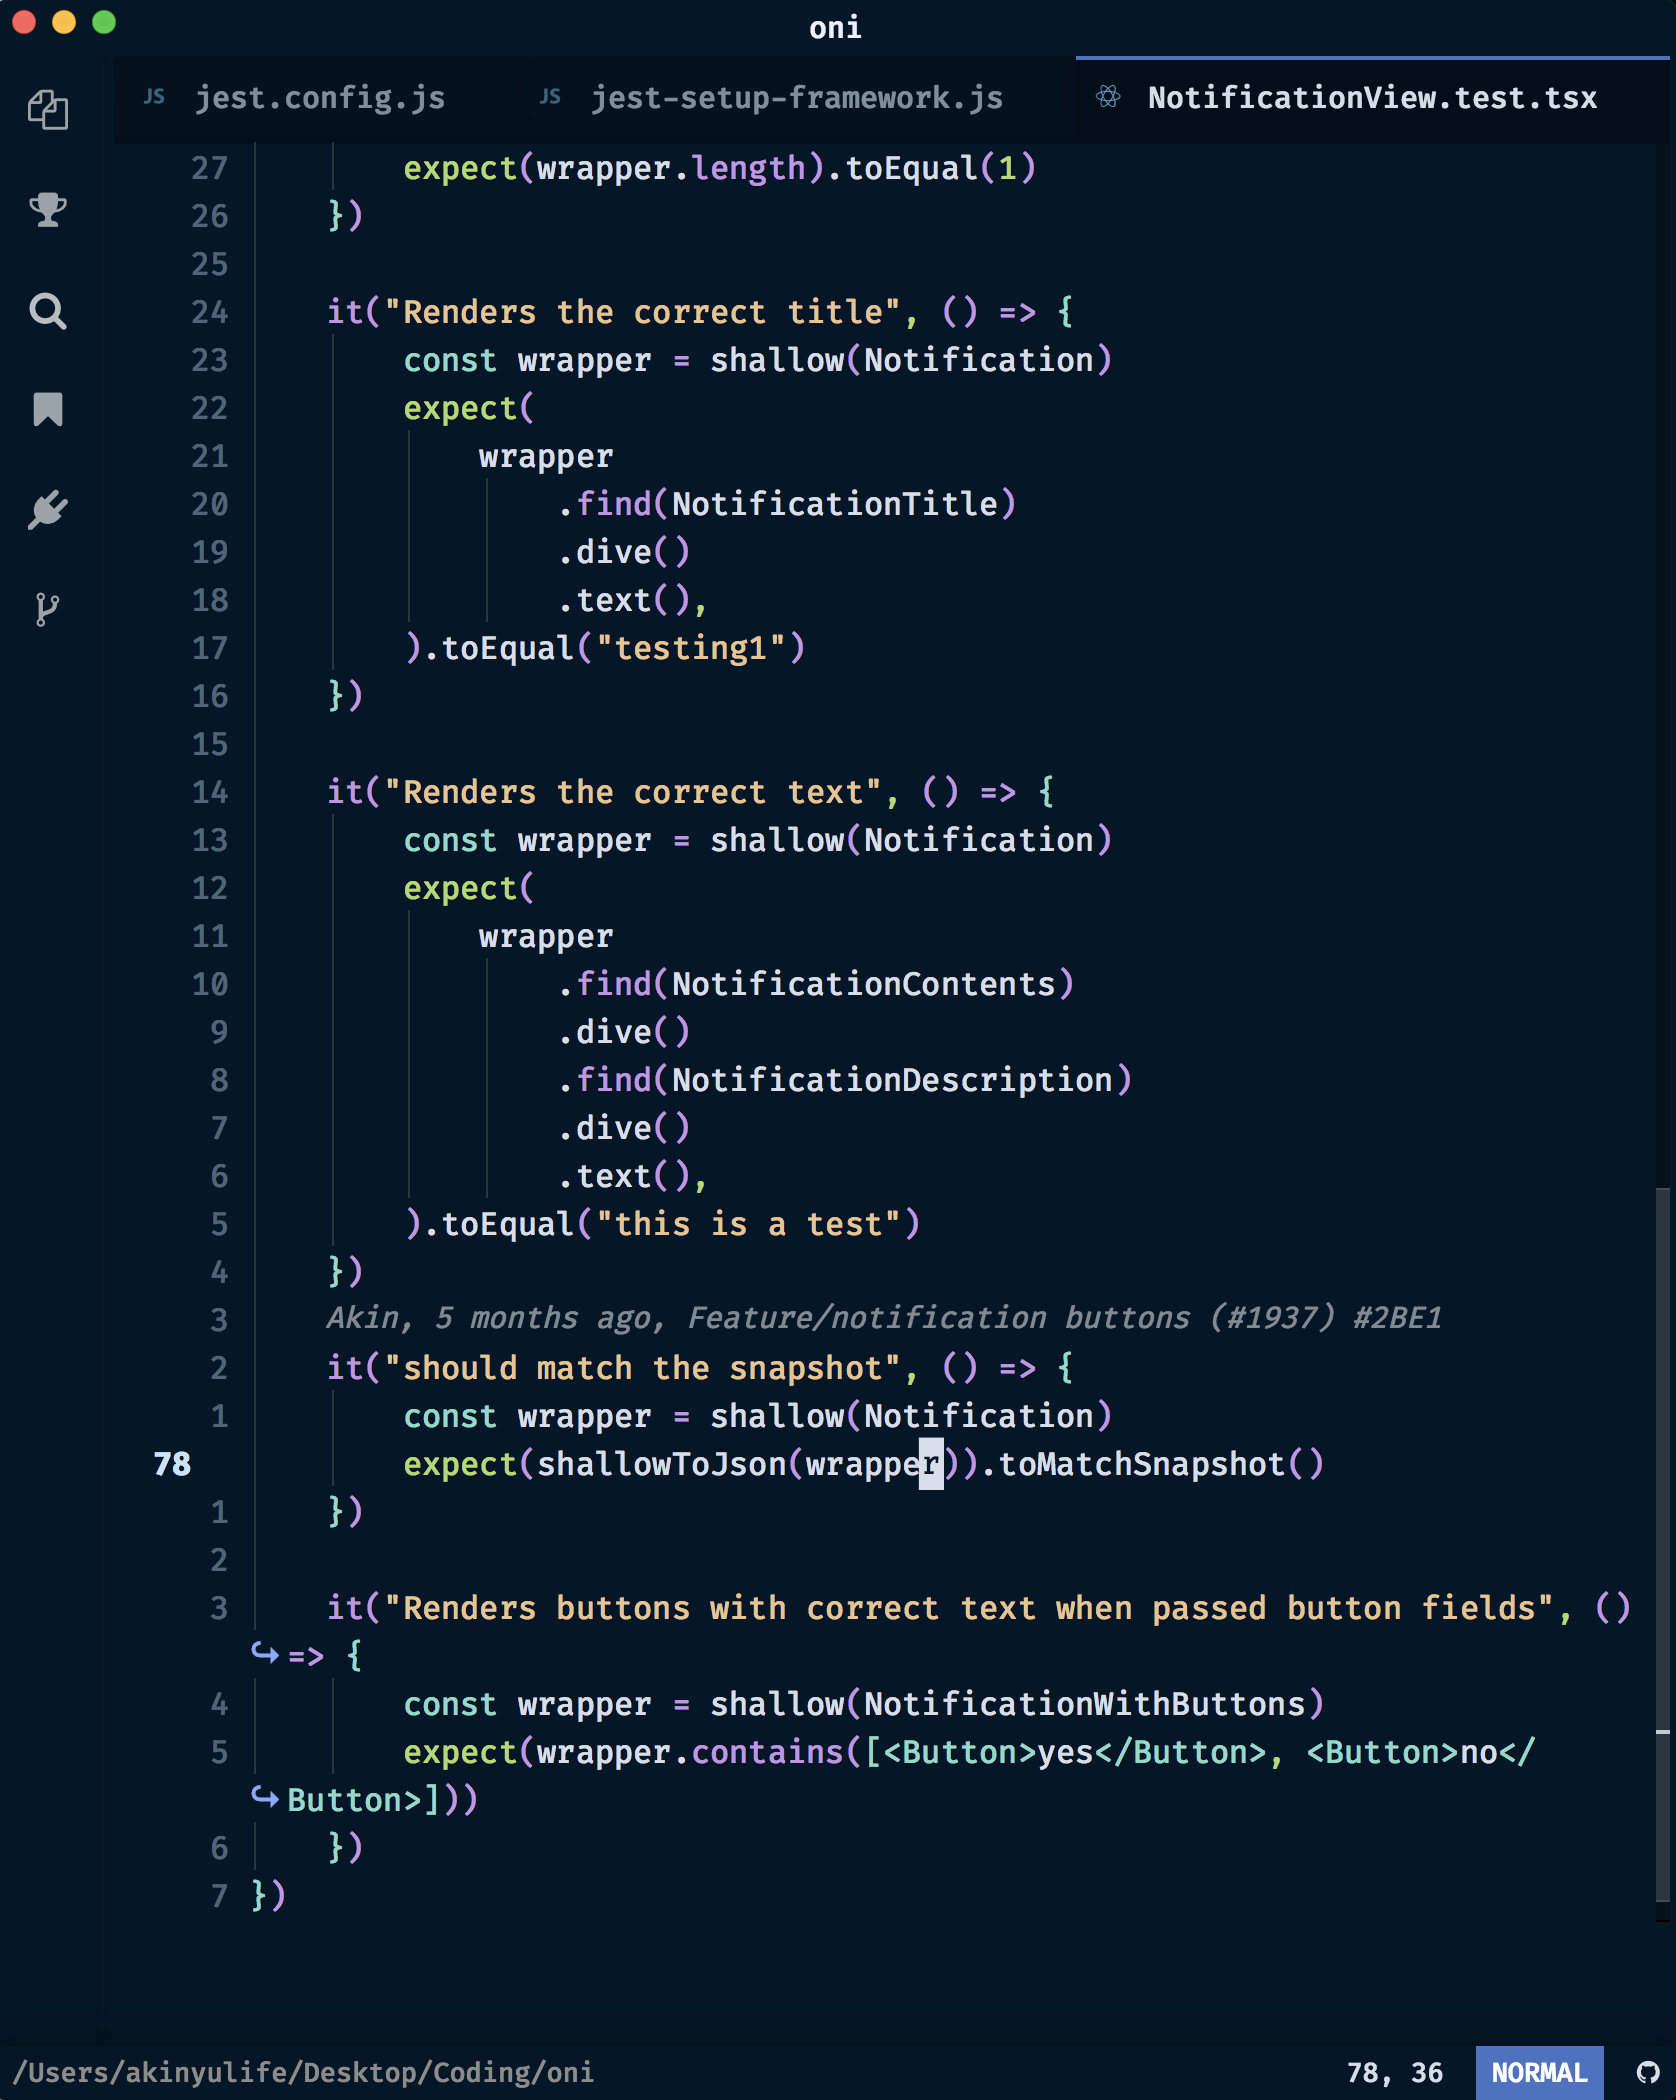 oni
JS jest.config.js JS jest-setup-framework.js NotificationView.test.tsx
27 expect(wrapper.length).toEqual(1)
26 })
25
24 it("Renders the correct title", () => {
23 const wrapper = shallow(Notification)
22 expect(
21 wrapper
20 .find(NotificationTitle)
19 .dive()
18 .text(),
17 ).toEqual("testing1")
16 })
15
14 it("Renders the correct text", () => {
13 const wrapper = shallow(Notification)
12 expect(
11 wrapper
10 .find(NotificationContents)
9 .dive()
8 .find(NotificationDescription)
7 .dive()
6 .text(),
5 ).toEqual("this is a test")
4 })
3 Akin, 5 months ago, Feature/notification buttons (#1937) #2BE1
2 it("should match the snapshot", () => {
1 const wrapper = shallow(Notification)
78 expect(shallowToJson(wrapper)).toMatchSnapshot()
1 })
2
3 it("Renders buttons with correct text when passed button fields", ()
↪ => {
4 const wrapper = shallow(NotificationWithButtons)
5 expect(wrapper.contains([<Button>yes</Button>, <Button>no</
↪ Button>]))
6 })
7 })
/Users/akinyulife/Desktop/Coding/oni 78, 36 NORMAL